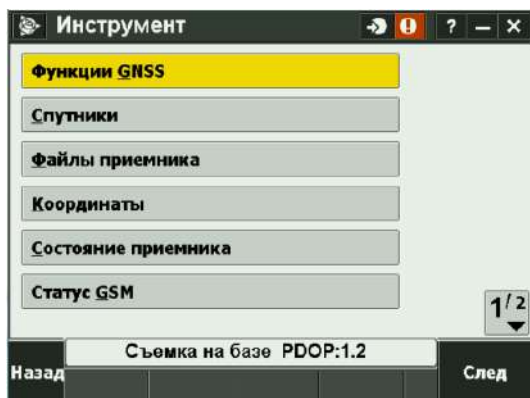 Инструмент ? — ×
Функции GNSS
Спутники
Файлы приемника
Координаты
Состояние приемника
Статус GSM
1/2
Съемка на базе PDOP:1.2
Назад
След